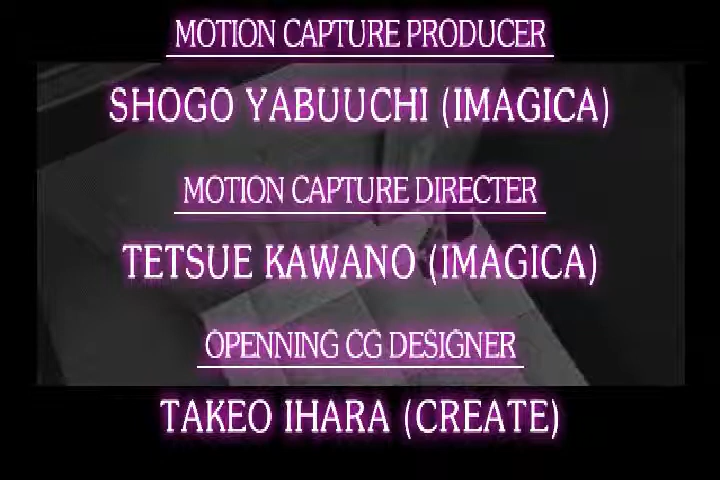 MOTION CAPTURE PRODUCER
SHOGO YABUUCHI (IMAGICA)
MOTION CAPTURE DIRECTER
TETSUE KAWANO (IMAGICA)
OPENNING CG DESIGNER
TAKEO IHARA (CREATE)